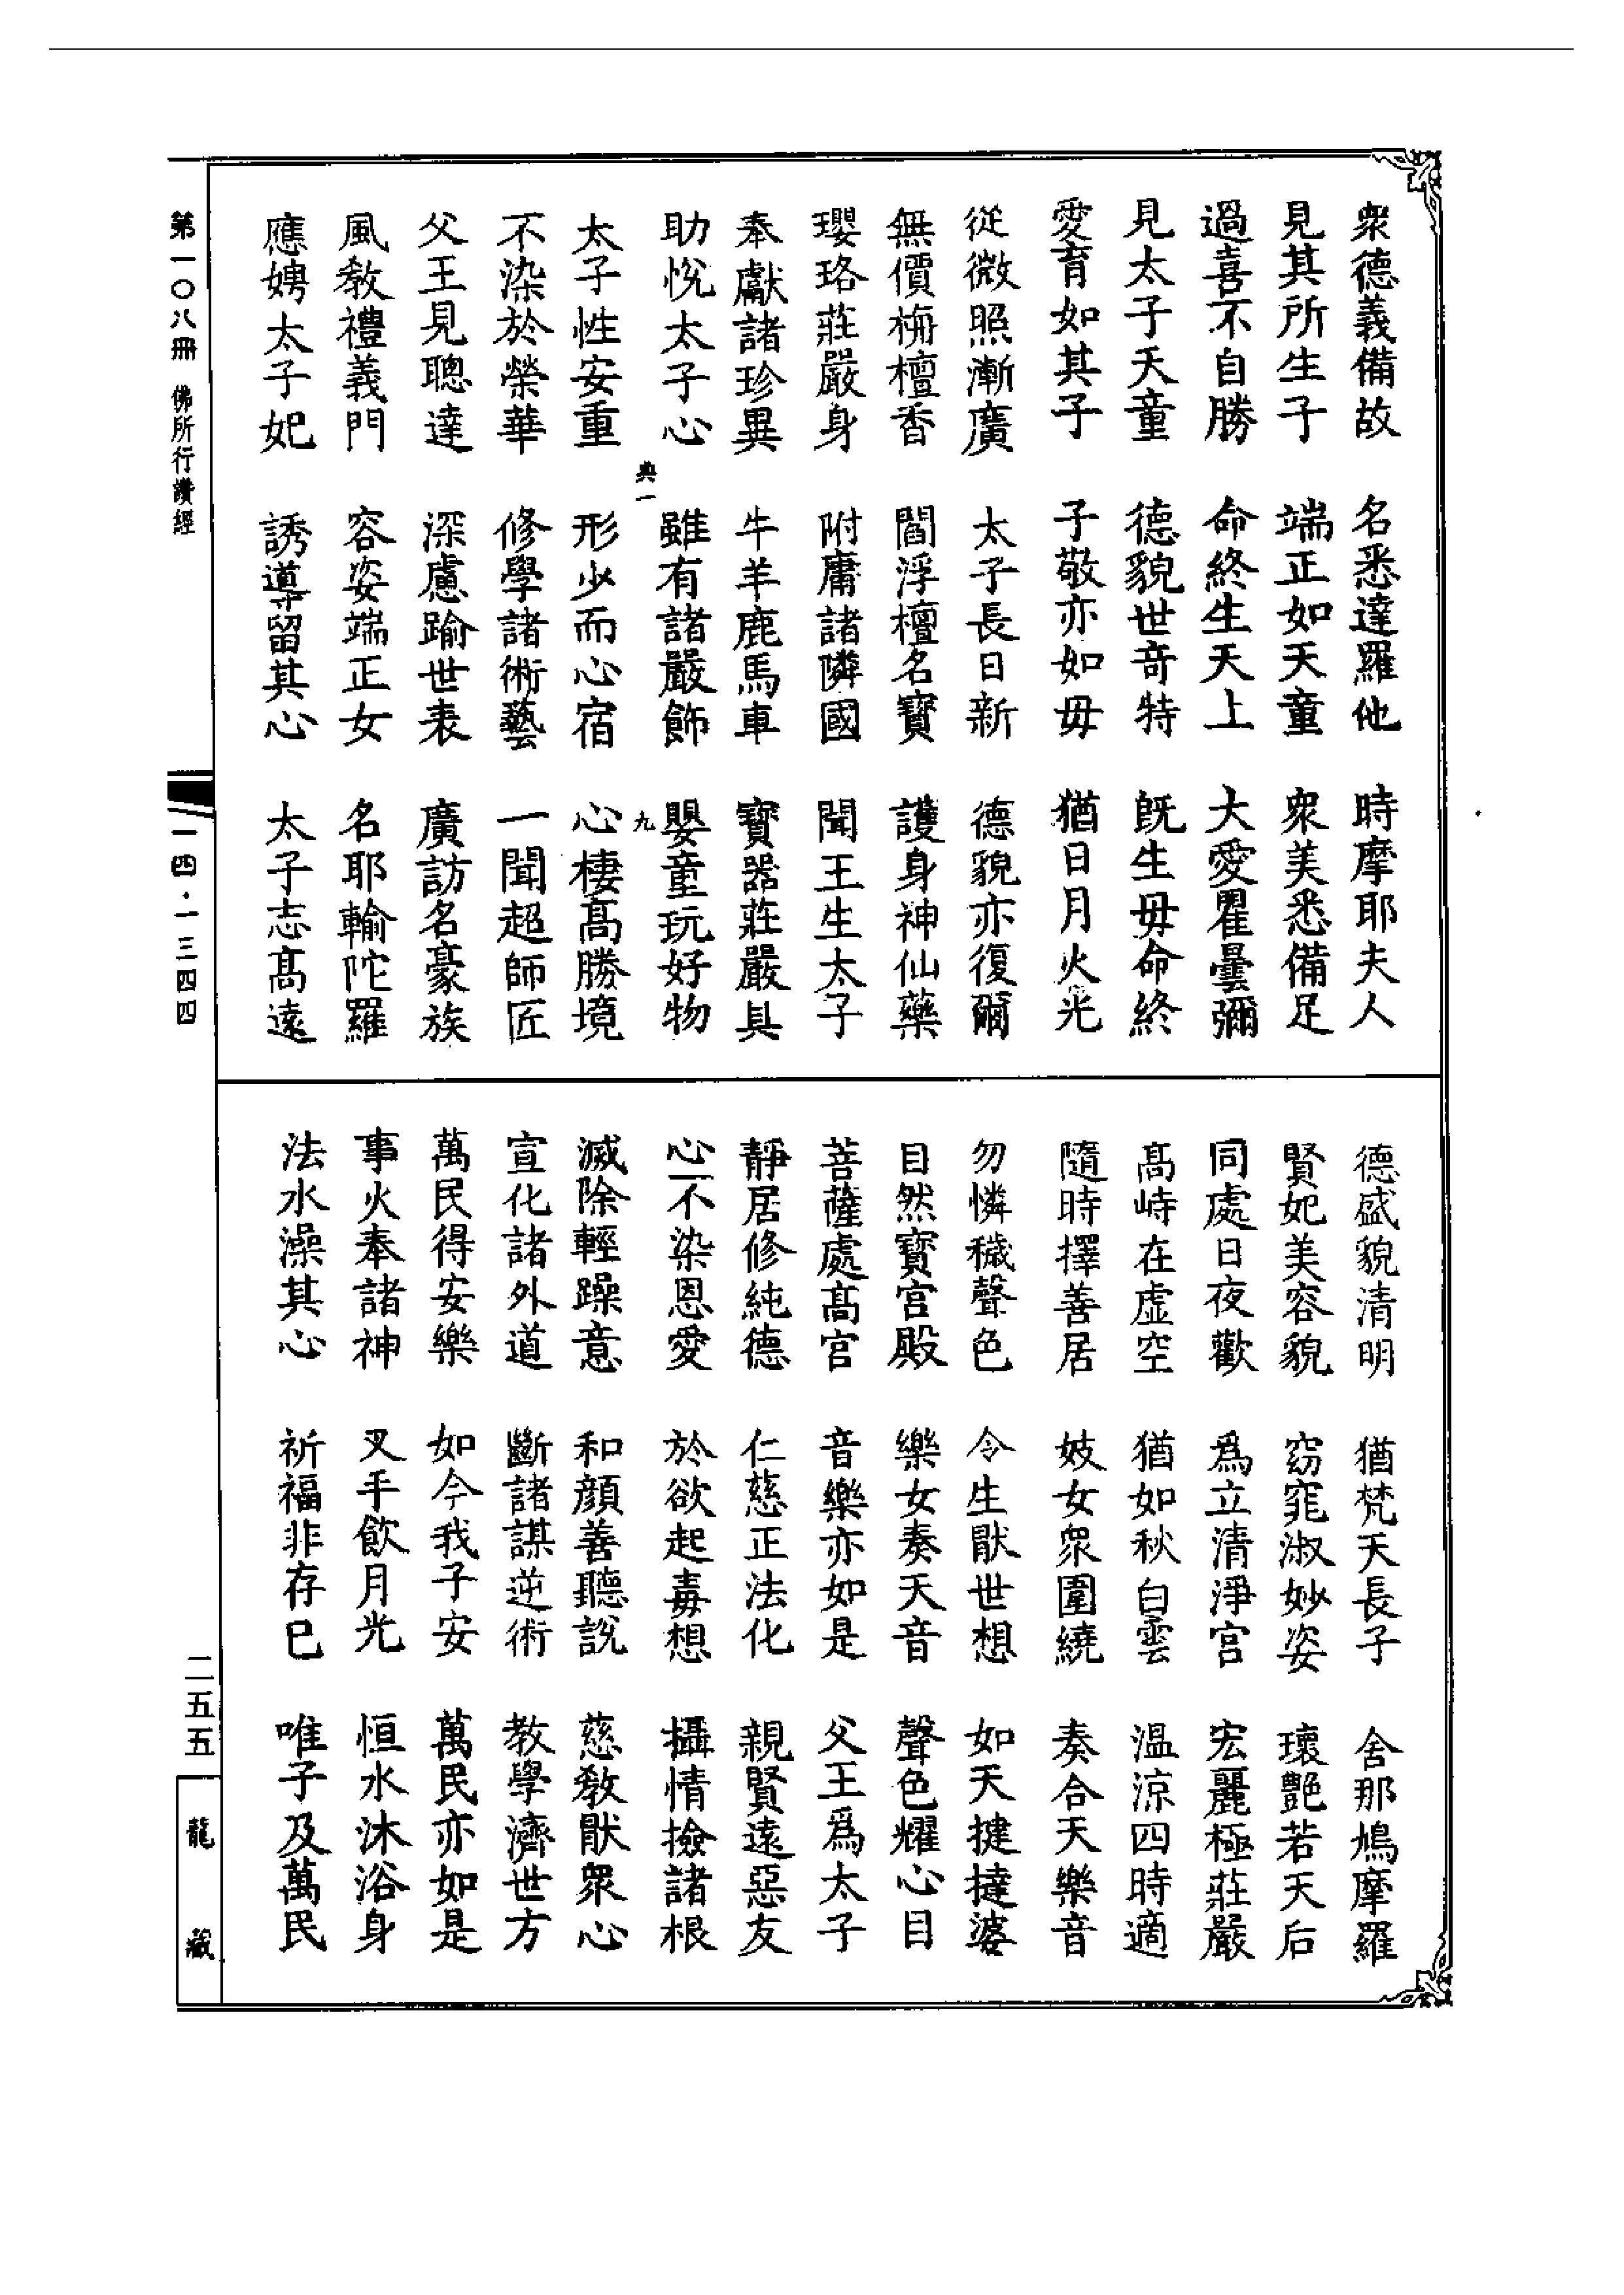 衆德義備故　名悉達羅他　時摩耶夫人
見其所生子　端正如天童　衆美悉備足
過喜不自勝　命終生天上　大愛瞿曇彌
見太子天童　德貌世奇特　旣生毋命終
愛育如其子　子敬亦如毋　猶日月火光
從微照漸廣　太子長日新　德貌亦復爾
無價栴檀香　閻浮檀名寶　護身神仙藥
瓔珞莊嚴身　附庸諸隣國　聞王生太子
奉獻諸珍異　牛羊鹿馬車　寶器莊嚴具
助悅太子心　雖有諸嚴飾　嬰童玩好物
典一　九
太子性安重　形少而心宿　心棲髙勝境
不染於榮華　修學諸術藝　一聞超師匠
父王見聰達　深慮踰世表　廣訪名豪族
風敎禮義門　容姿端正女　名耶輸陀羅
應娉太子妃　誘導留其心　太子志髙遠
德盛貌清明　猶梵天長子　舍那鳩摩羅
賢妃美容貌　窈窕淑妙姿　瓌艷若天后
同處日夜歡　爲立清淨宮　宏麗極莊嚴
髙峙在虛空　猶如秋白雲　溫涼四時適
隨時擇善居　妓女衆圍繞　奏合天樂音
勿憐穢聲色　令生厭世想　如天揵撻婆
自然寶宮殿　樂女奏天音　聲色耀心目
菩薩處髙宮　音樂亦如是　父王爲太子
靜居修純德　仁慈正法化　親賢遠惡友
心不染恩愛　於欲起毒想　攝情撿諸根
滅除輕躁意　和顏善聽說　慈敎厭衆心
宣化諸外道　斷諸謀逆術　教學濟世方
萬民得安樂　如今我子安　萬民亦如是
事火奉諸神　叉手飲月光　恒水沐浴身
法水澡其心　祈福非存已　唯子及萬民
第一〇八冊　佛所行讚經
一四·一三四四
二五五
龍藏